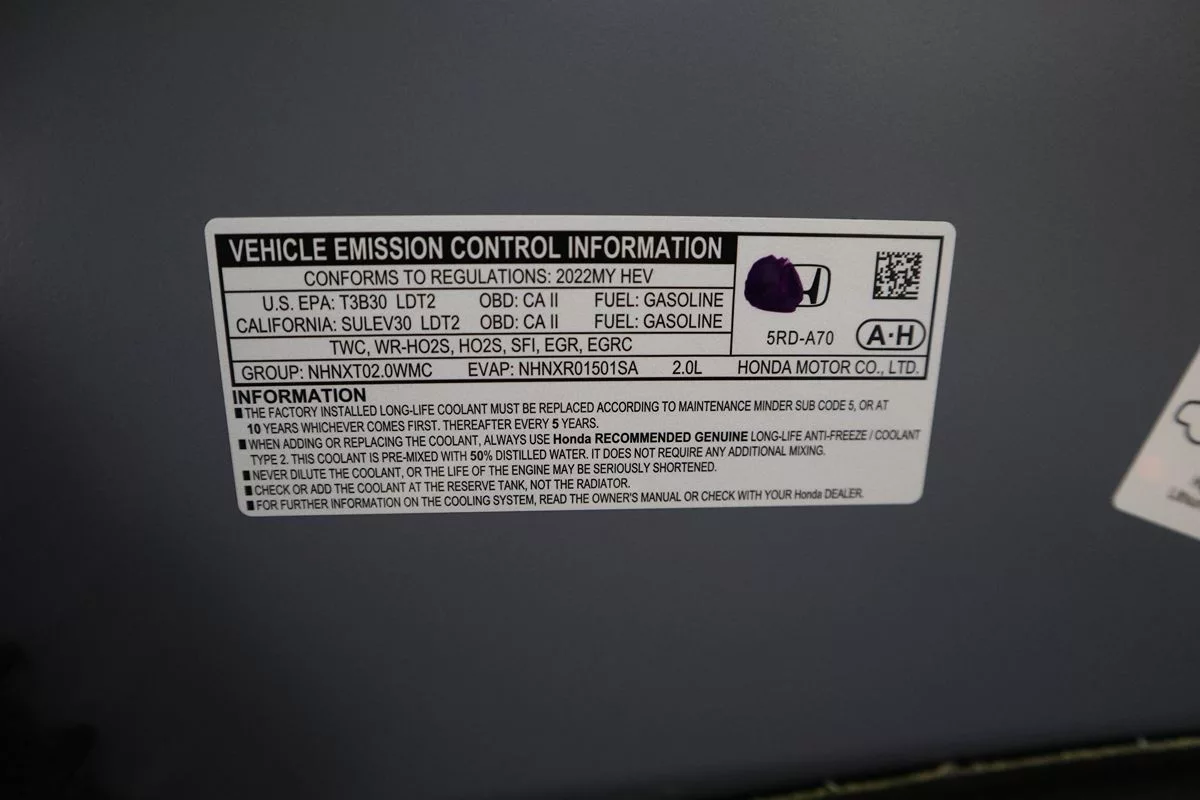 VEHICLE EMISSION CONTROL INFORMATION
CONFORMS TO REGULATIONS: 2022MY HEV
U.S. EPA: T3B30 LDT2 OBD: CA II FUEL: GASOLINE
CALIFORNIA: SULEV30 LDT2 OBD: CA II FUEL: GASOLINE
TWC, WR-HO2S, HO2S, SFI, EGR, EGRC
5RD-A70 A·H
GROUP: NHNXT02.0WMC EVAP: NHNXR01501SA 2.0L HONDA MOTOR CO., LTD.
INFORMATION
■THE FACTORY INSTALLED LONG-LIFE COOLANT MUST BE REPLACED ACCORDING TO MAINTENANCE MINDER SUB CODE 5, OR AT
10 YEARS WHICHEVER COMES FIRST. THEREAFTER EVERY 5 YEARS.
■WHEN ADDING OR REPLACING THE COOLANT, ALWAYS USE Honda RECOMMENDED GENUINE LONG-LIFE ANTI-FREEZE / COOLANT
TYPE 2. THIS COOLANT IS PRE-MIXED WITH 50% DISTILLED WATER. IT DOES NOT REQUIRE ANY ADDITIONAL MIXING.
■NEVER DILUTE THE COOLANT, OR THE LIFE OF THE ENGINE MAY BE SERIOUSLY SHORTENED.
■CHECK OR ADD THE COOLANT AT THE RESERVE TANK, NOT THE RADIATOR.
■FOR FURTHER INFORMATION ON THE COOLING SYSTEM, READ THE OWNER'S MANUAL OR CHECK WITH YOUR Honda DEALER.